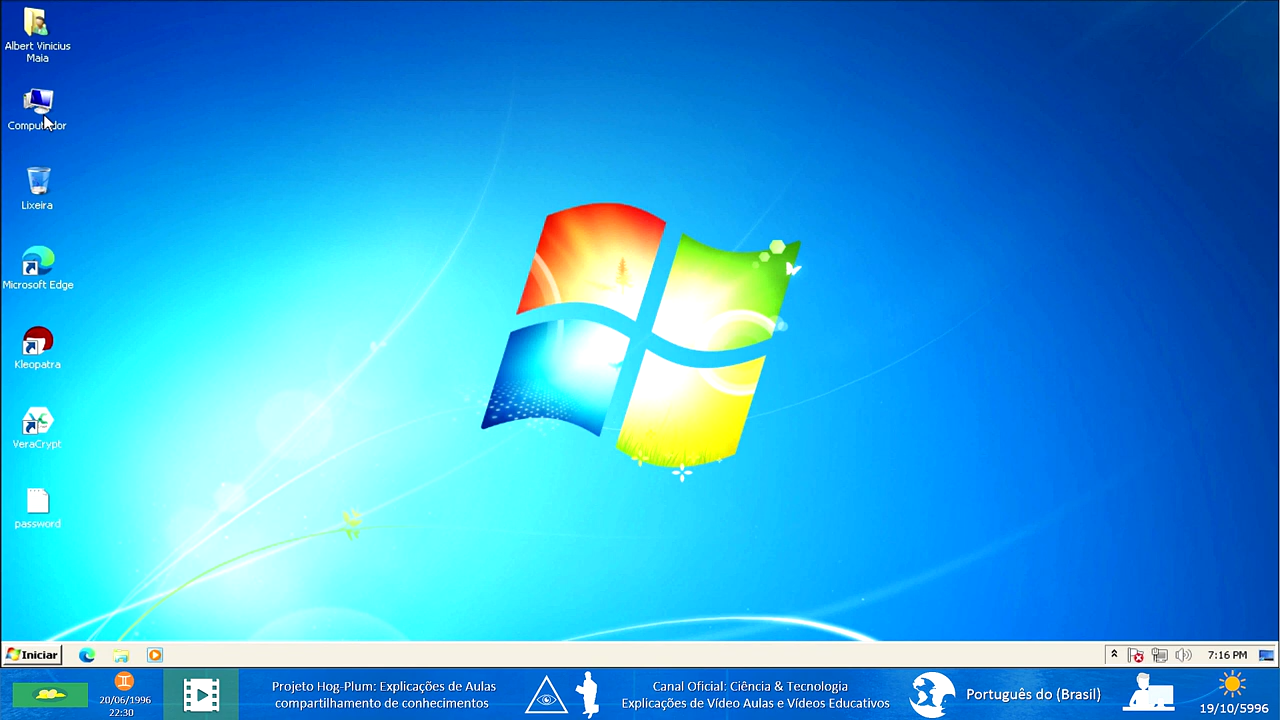 Albert Vinicius
Maia
Computador
Lixeira
Microsoft Edge
Kleopatra
VeraCrypt
password
Iniciar
7:16 PM
20/06/1996
22:30
Projeto Hog-Plum: Explicações de Aulas
compartilhamento de conhecimentos
Canal Oficial: Ciência & Tecnologia
Explicações de Vídeo Aulas e Vídeos Educativos
Português do (Brasil)
19/10/5996